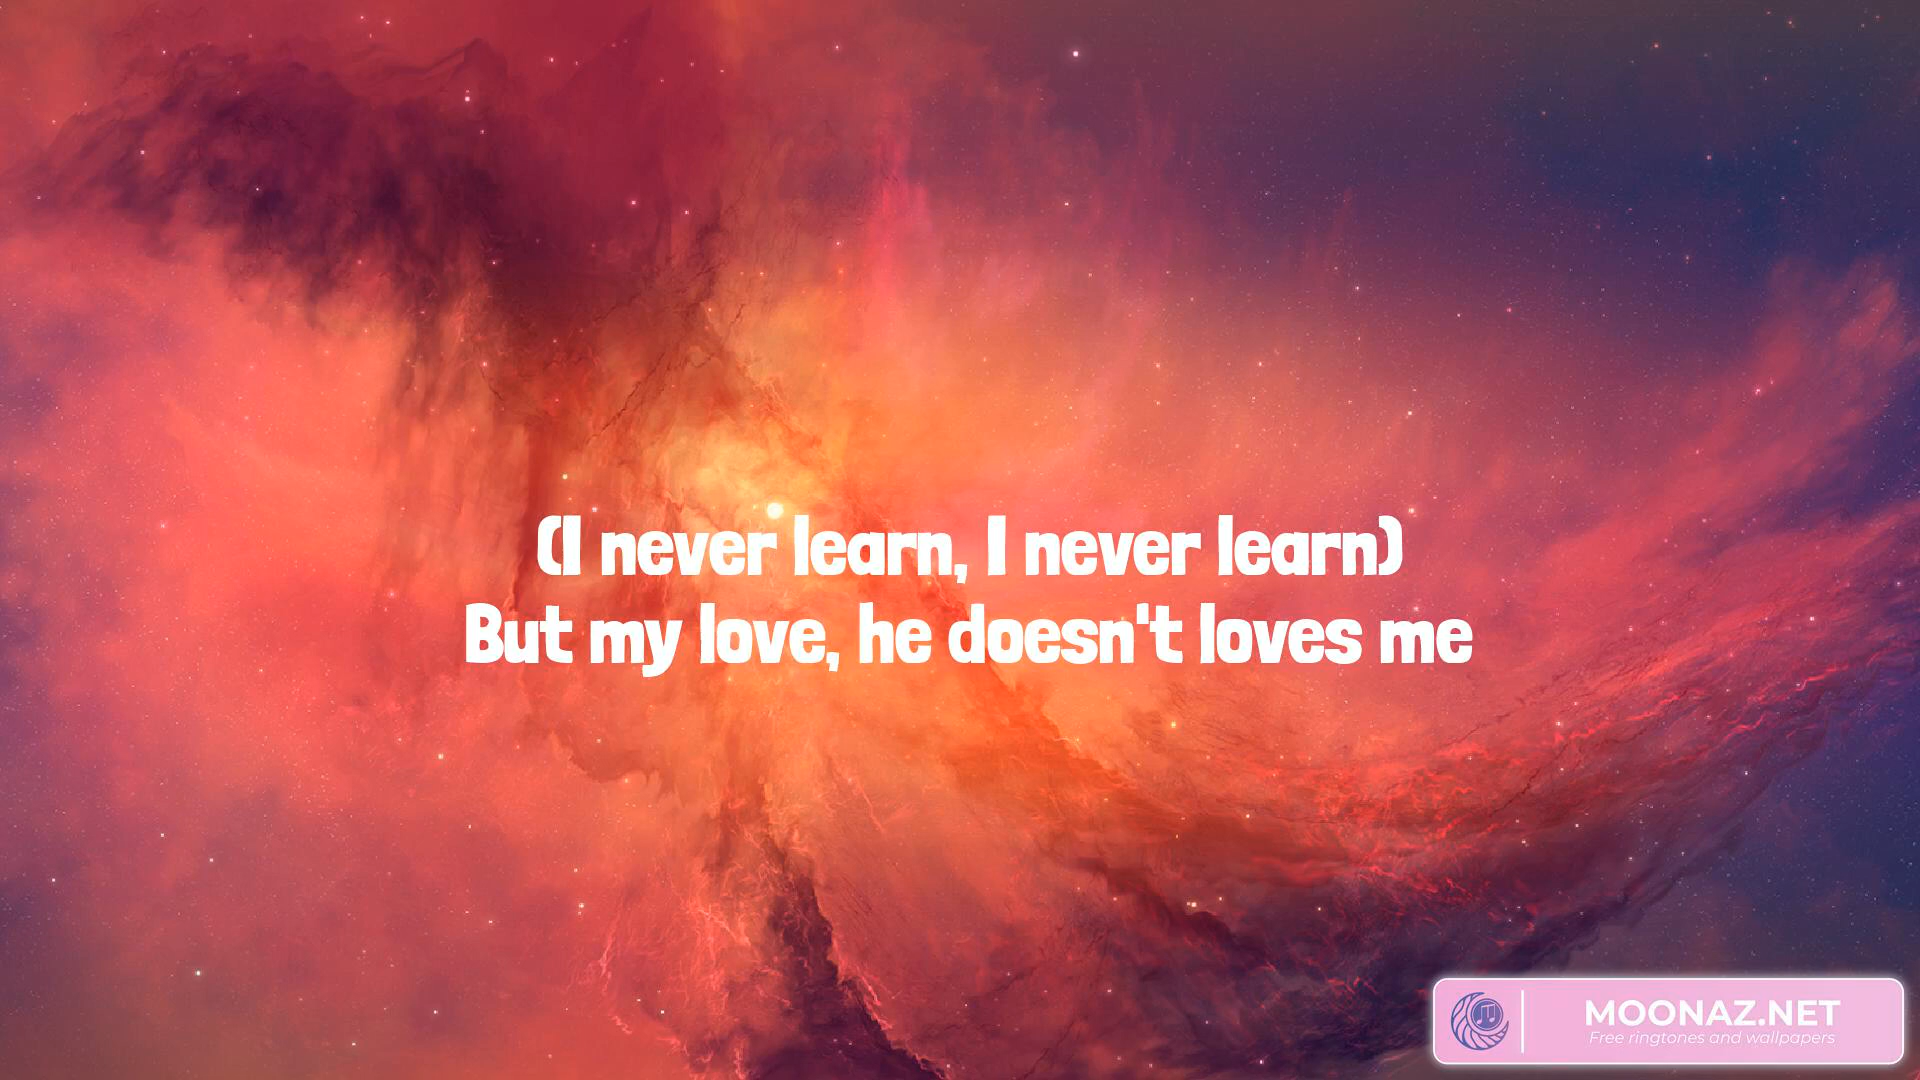 (I never learn, I never learn)
But my love, he doesn't loves me
MOONAZ.NET
Free ringtones and wallpapers